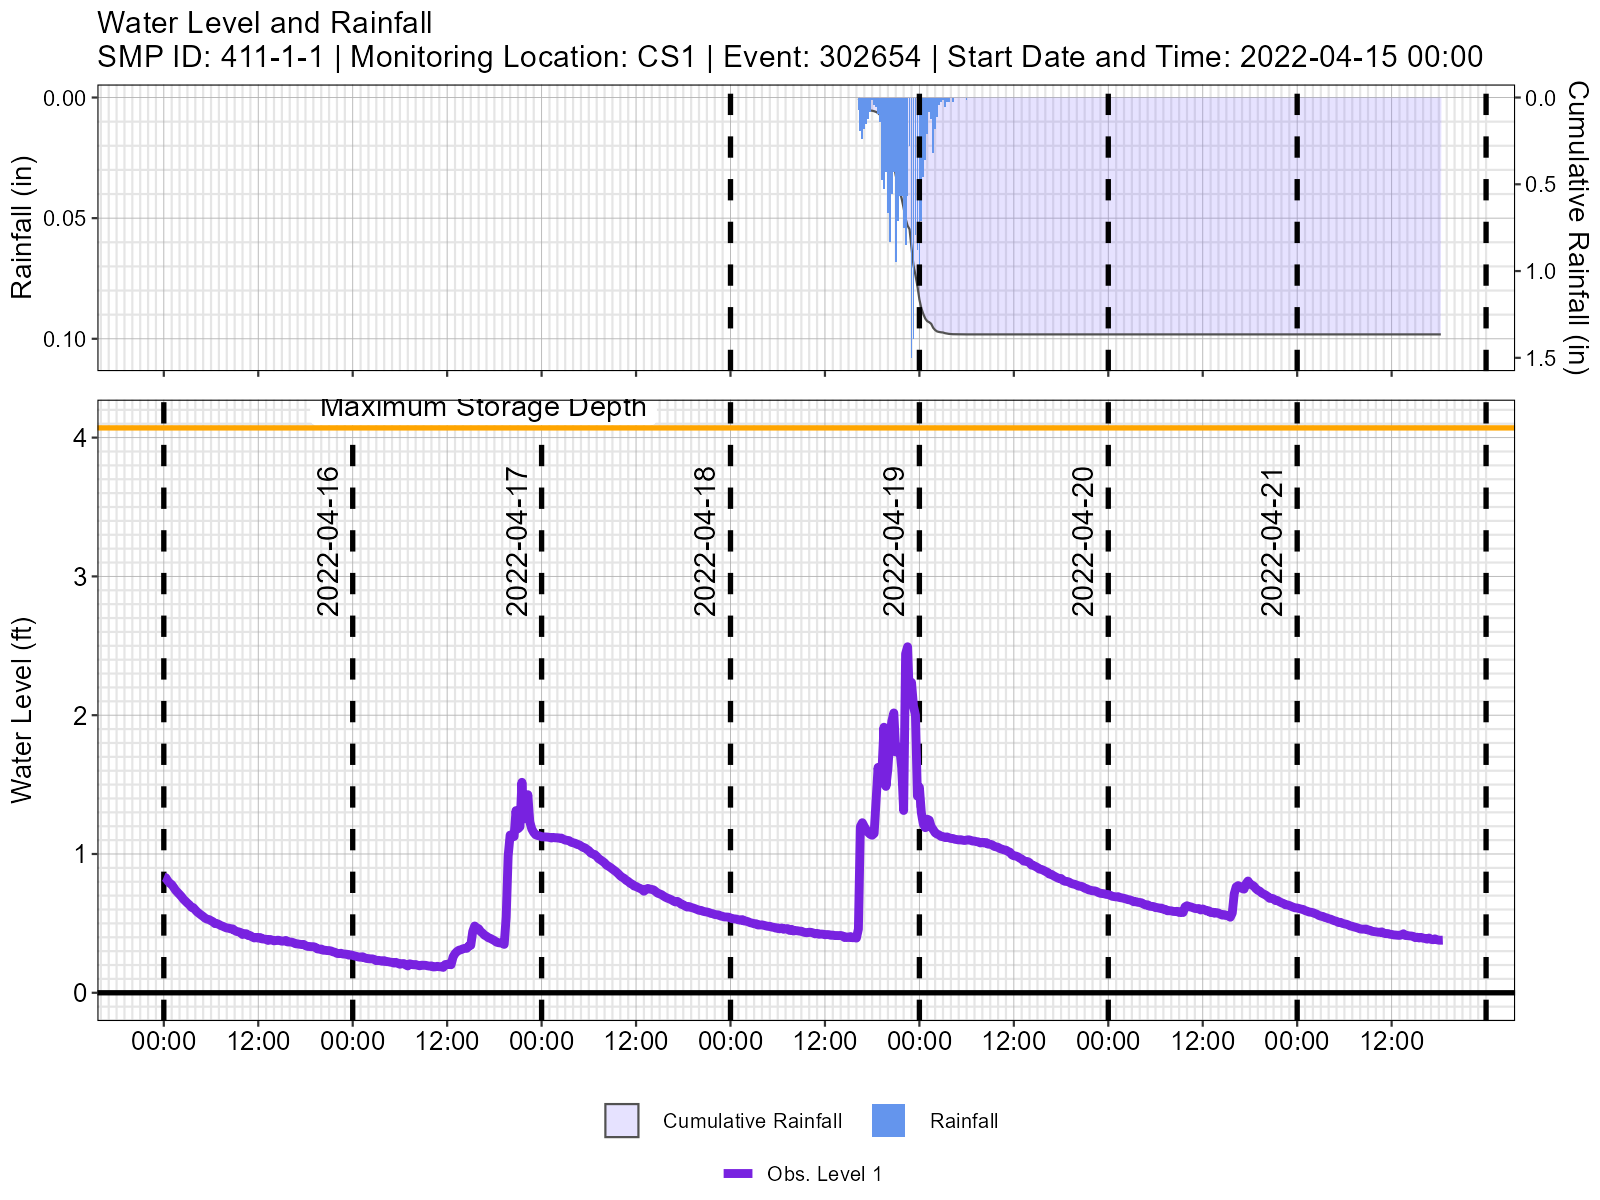 Water Level and Rainfall
SMP ID: 411-1-1 | Monitoring Location: CS1 | Event: 302654 | Start Date and Time: 2022-04-15 00:00
Rainfall (in)
0.00
0.05
0.10
0.0
0.5
1.0
1.5
Cumulative Rainfall (in)
Maximum Storage Depth
Water Level (ft)
4
3
2
1
0
2022-04-16
2022-04-17
2022-04-18
2022-04-19
2022-04-20
2022-04-21
00:00 12:00 00:00 12:00 00:00 12:00 00:00 12:00 00:00 12:00 00:00 12:00 00:00 12:00
Cumulative Rainfall
Rainfall
Obs. Level 1